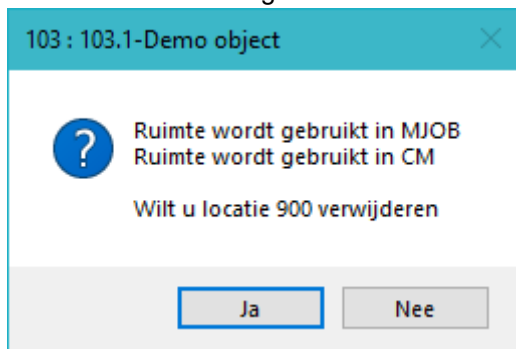 103 : 103.1-Demo object
Ruimte wordt gebruikt in MJOB
Ruimte wordt gebruikt in CM
Wilt u locatie 900 verwijderen
Ja
Nee